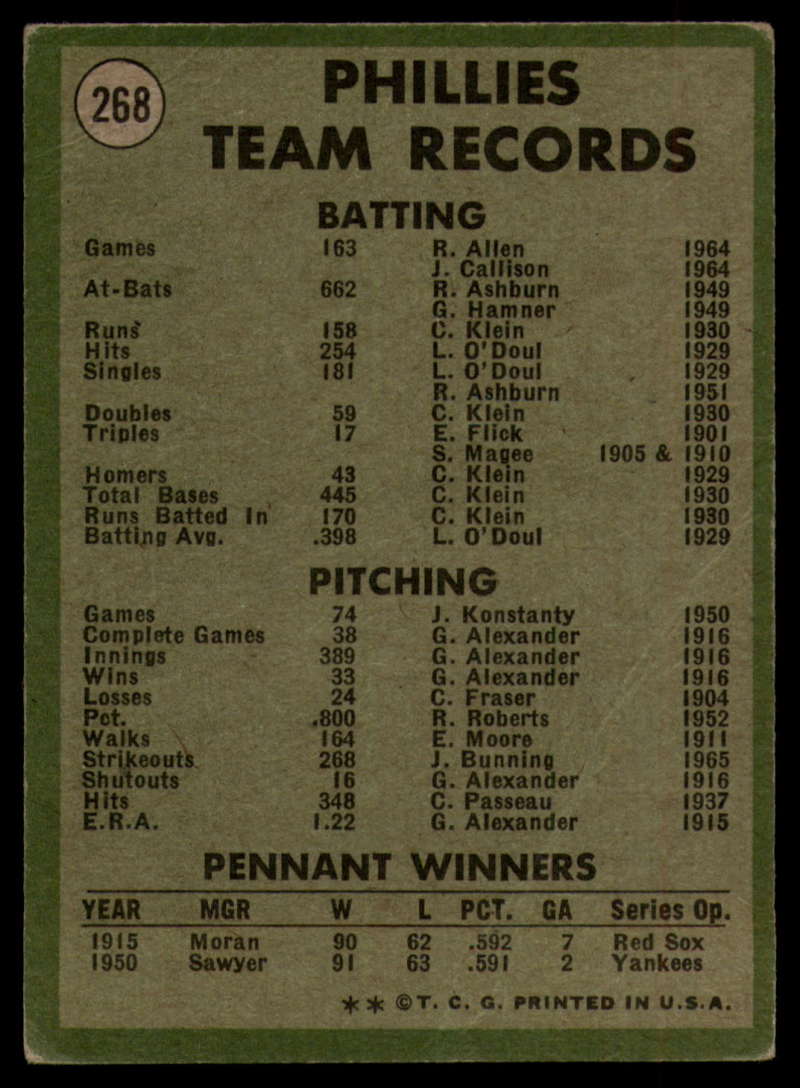 268
PHILLIES
TEAM RECORDS
BATTING
Games 163 R. Allen 1964
J. Callison 1964
At-Bats 662 R. Ashburn 1949
G. Hamner 1949
Runs 158 C. Klein 1930
Hits 254 L. O'Doul 1929
Singles 181 L. O'Doul 1929
R. Ashburn 1951
Doubles 59 C. Klein 1930
Triples 17 E. Flick 1901
S. Magee 1905 & 1910
Homers 43 C. Klein 1929
Total Bases 445 C. Klein 1930
Runs Batted In 170 C. Klein 1930
Batting Avg. .398 L. O'Doul 1929
PITCHING
Games 74 J. Konstanty 1950
Complete Games 38 G. Alexander 1916
Innings 389 G. Alexander 1916
Wins 33 G. Alexander 1916
Losses 24 C. Fraser 1904
Pct. .800 R. Roberts 1952
Walks 164 E. Moore 1911
Strikeouts 268 J. Bunning 1965
Shutouts 16 G. Alexander 1916
Hits 348 C. Passeau 1937
E.R.A. 1.22 G. Alexander 1915
PENNANT WINNERS
YEAR MGR W L PCT. GA Series Op.
1915 Moran 90 62 .592 7 Red Sox
1950 Sawyer 91 63 .591 2 Yankees
** ©T. C. G. PRINTED IN U.S.A.